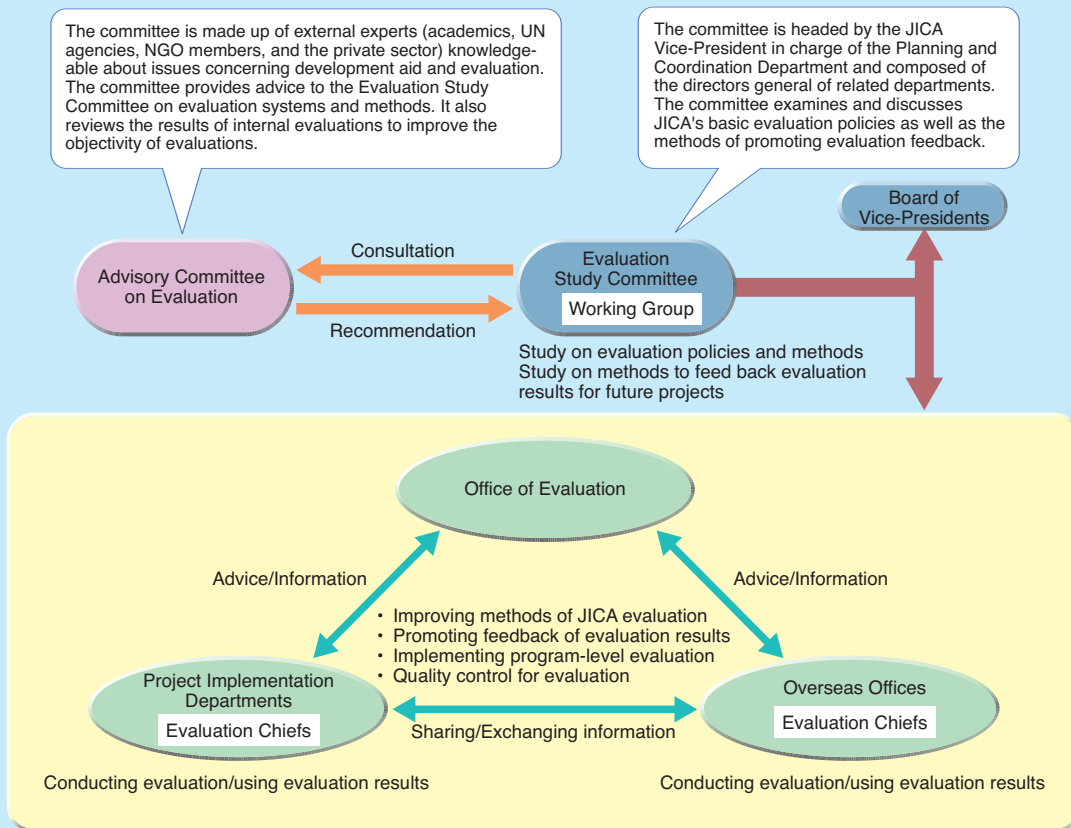 The committee is made up of external experts (academics, UN
agencies, NGO members, and the private sector) knowledge-
able about issues concerning development aid and evaluation.
The committee provides advice to the Evaluation Study
Committee on evaluation systems and methods. It also
reviews the results of internal evaluations to improve the
objectivity of evaluations.
The committee is headed by the JICA
Vice-President in charge of the Planning and
Coordination Department and composed of
the directors general of related departments.
The committee examines and discusses
JICA's basic evaluation policies as well as the
methods of promoting evaluation feedback.
Board of
Vice-Presidents
Advisory Committee
on Evaluation
Consultation
Recommendation
Evaluation
Study Committee
Working Group
Study on evaluation policies and methods
Study on methods to feed back evaluation
results for future projects
Office of Evaluation
Advice/Information
Advice/Information
• Improving methods of JICA evaluation
• Promoting feedback of evaluation results
• Implementing program-level evaluation
• Quality control for evaluation
Project Implementation
Departments
Evaluation Chiefs
Sharing/Exchanging information
Overseas Offices
Evaluation Chiefs
Conducting evaluation/using evaluation results
Conducting evaluation/using evaluation results